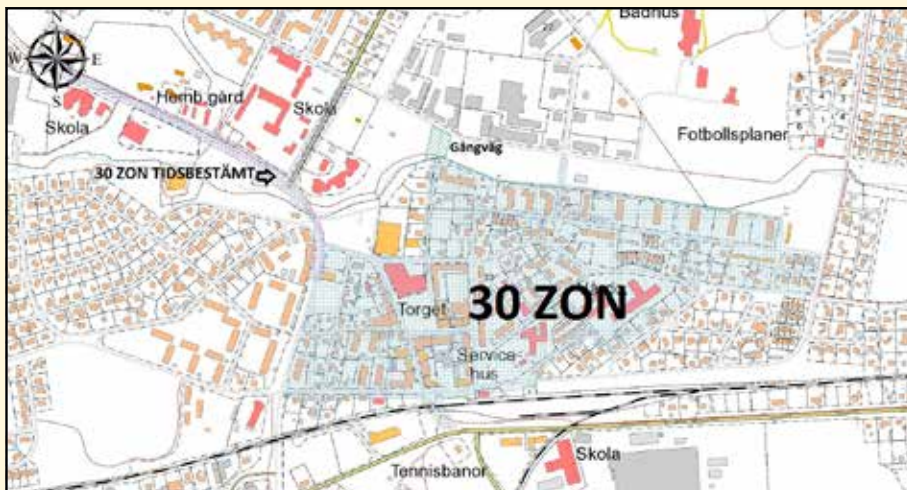 N
W E
S
Badhus
Hemb.gård
Skola
Skola
Fotbollsplaner
Gångväg
30 ZON TIDSBESTÄMT
30 ZON
Torget
Service
hus
Skola
Tennisbanor